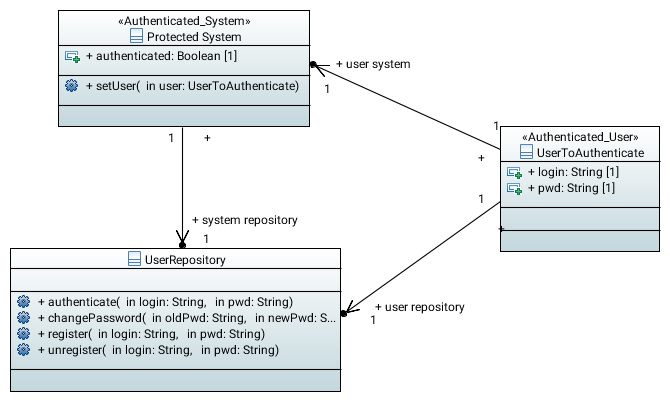 «Authenticated_System»
Protected System
+ authenticated: Boolean [1]
+ setUser( in user: UserToAuthenticate)
+ user system
1
1
+
«Authenticated_User»
UserToAuthenticate
+ login: String [1]
+ pwd: String [1]
1
+
1
+
+ system repository
1
UserRepository
+ authenticate( in login: String, in pwd: String)
+ changePassword( in oldPwd: String, in newPwd: S...
+ register( in login: String, in pwd: String)
+ unregister( in login: String, in pwd: String)
+ user repository
1